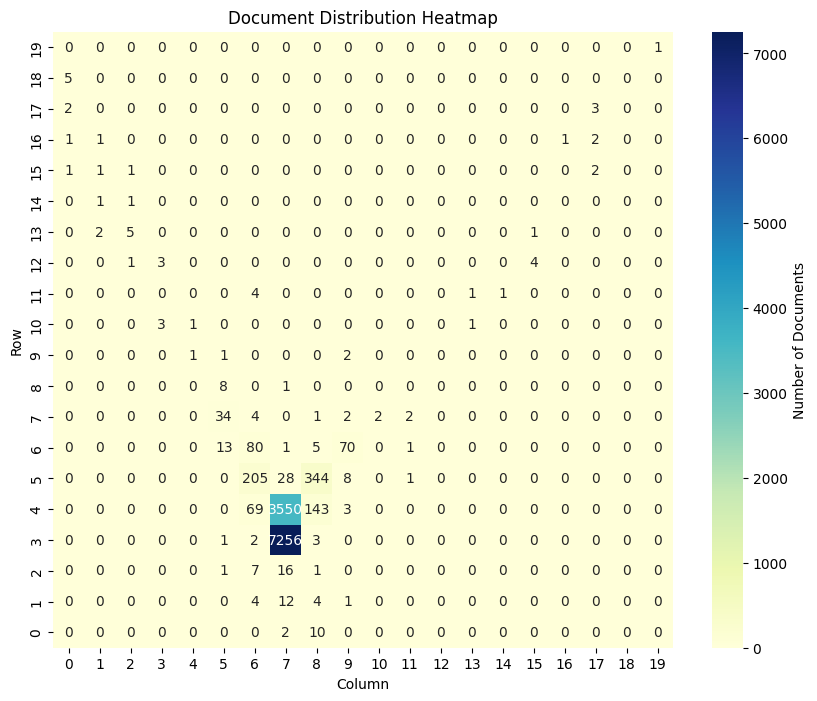 Document Distribution Heatmap
19 0 0 0 0 0 0 0 0 0 0 0 0 0 0 0 0 0 0 0 1
18 5 0 0 0 0 0 0 0 0 0 0 0 0 0 0 0 0 0 0 0
17 2 0 0 0 0 0 0 0 0 0 0 0 0 0 0 0 0 3 0 0
16 1 1 0 0 0 0 0 0 0 0 0 0 0 0 0 0 1 2 0 0
15 1 1 1 0 0 0 0 0 0 0 0 0 0 0 0 0 0 2 0 0
14 0 1 1 0 0 0 0 0 0 0 0 0 0 0 0 0 0 0 0 0
13 0 2 5 0 0 0 0 0 0 0 0 0 0 0 0 1 0 0 0 0
12 0 0 1 3 0 0 0 0 0 0 0 0 0 0 0 4 0 0 0 0
11 0 0 0 0 0 0 4 0 0 0 0 0 0 1 1 0 0 0 0 0
10 0 0 0 3 1 0 0 0 0 0 0 0 0 1 0 0 0 0 0 0
9 0 0 0 0 1 1 0 0 0 2 0 0 0 0 0 0 0 0 0 0
8 0 0 0 0 0 8 0 1 0 0 0 0 0 0 0 0 0 0 0 0
7 0 0 0 0 0 34 4 0 1 2 2 2 0 0 0 0 0 0 0 0
6 0 0 0 0 0 13 80 1 5 70 0 1 0 0 0 0 0 0 0 0
5 0 0 0 0 0 0 205 28 344 8 0 1 0 0 0 0 0 0 0 0
4 0 0 0 0 0 0 69 3550 143 3 0 0 0 0 0 0 0 0 0 0
3 0 0 0 0 0 1 2 7256 3 0 0 0 0 0 0 0 0 0 0 0
2 0 0 0 0 0 1 7 16 1 0 0 0 0 0 0 0 0 0 0 0
1 0 0 0 0 0 0 4 12 4 1 0 0 0 0 0 0 0 0 0 0
0 0 0 0 0 0 0 0 2 10 0 0 0 0 0 0 0 0 0 0 0
0 1 2 3 4 5 6 7 8 9 10 11 12 13 14 15 16 17 18 19
Column
Row
7000
6000
5000
4000
3000
2000
1000
0
Number of Documents